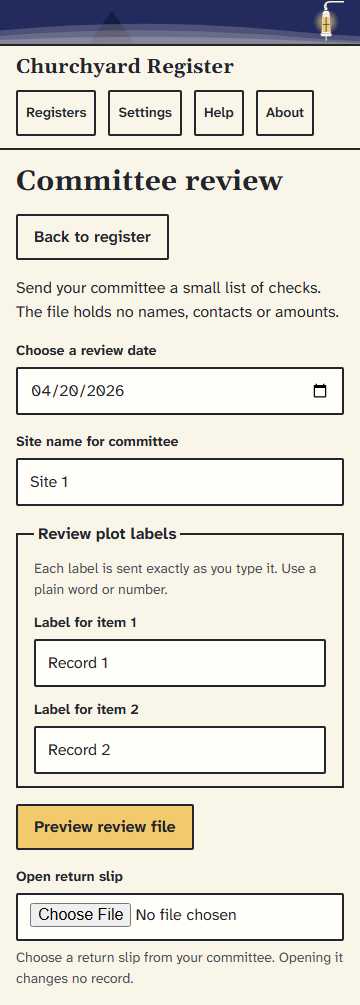 Churchyard Register
Registers
Settings
Help
About
Committee review
Back to register
Send your committee a small list of checks.
The file holds no names, contacts or amounts.
Choose a review date
04/20/2026
Site name for committee
Site 1
Review plot labels
Each label is sent exactly as you type it. Use a
plain word or number.
Label for item 1
Record 1
Label for item 2
Record 2
Preview review file
Open return slip
Choose File No file chosen
Choose a return slip from your committee. Opening it
changes no record.